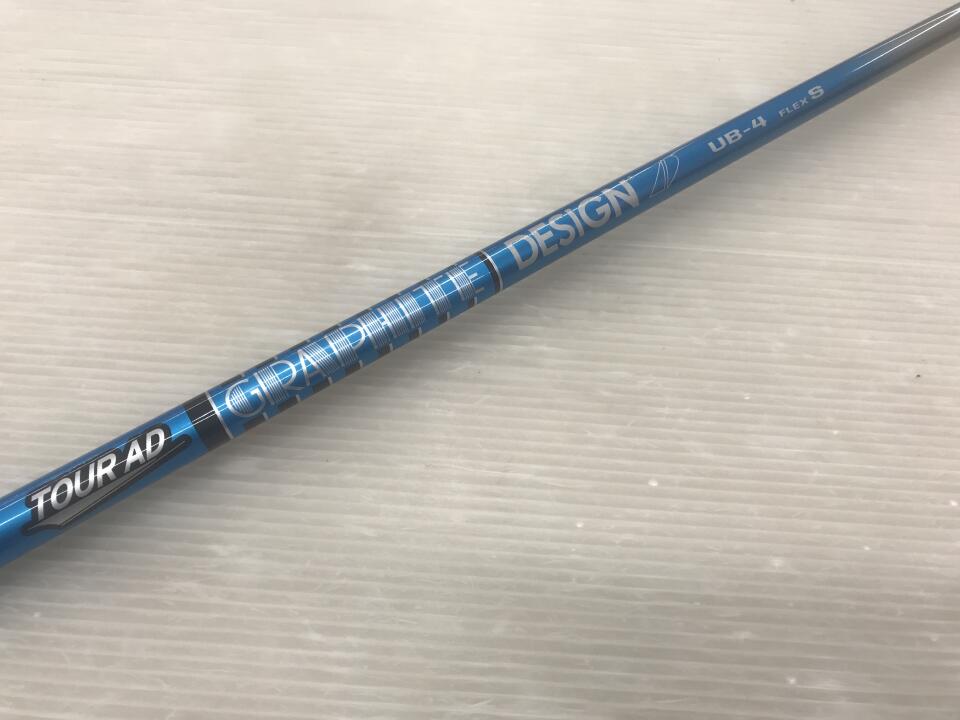 TOUR AD
GRAPHITE DESIGN
UB-4 FLEX S